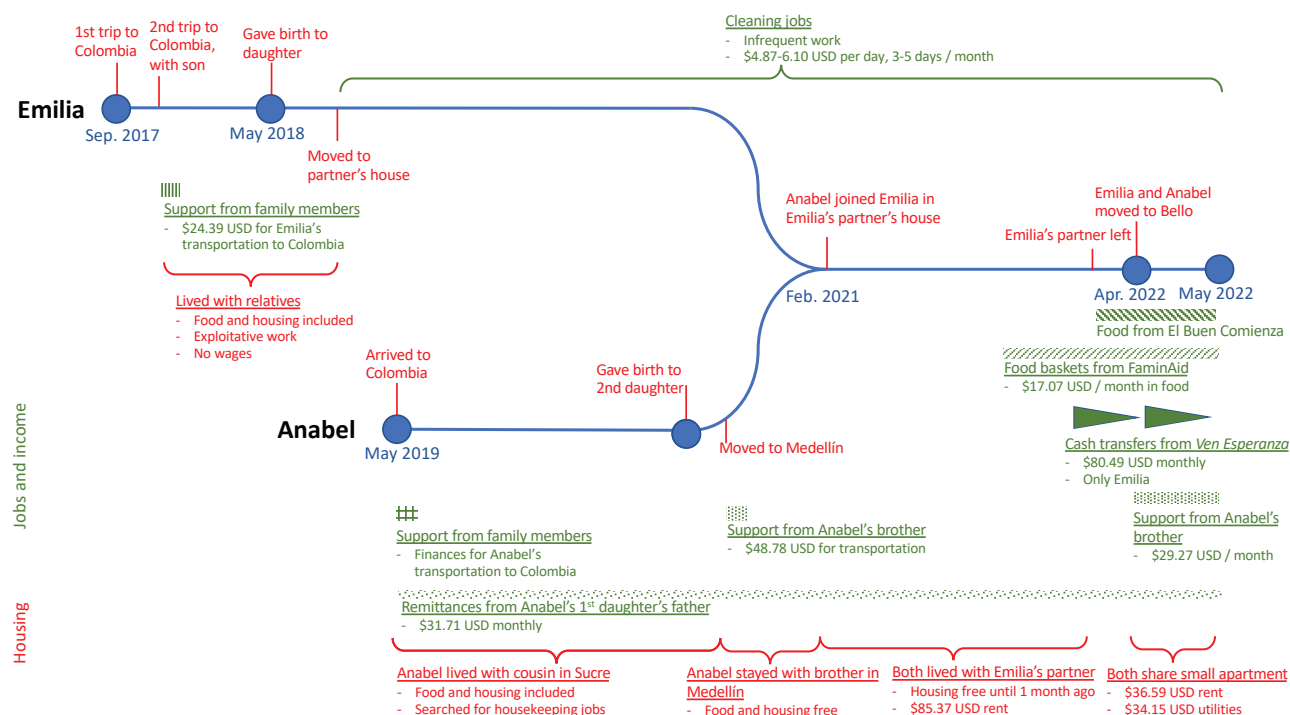 1st trip to
Colombia
2nd trip to
Colombia,
with son
Gave birth to
daughter
Cleaning jobs
- Infrequent work
- $4.87-6.10 USD per day, 3-5 days / month
Emilia
Sep. 2017
May 2018
Moved to
partner's house
Support from family members
- $24.39 USD for Emilia's
transportation to Colombia
Lived with relatives
- Food and housing included
- Exploitative work
- No wages
Anabel joined Emilia in
Emilia's partner's house
Emilia and Anabel
moved to Bello
Emilia's partner left
Feb. 2021
Apr. 2022
May 2022
Food from El Buen Comienza
Food baskets from FaminAid
- $17.07 USD / month in food
Cash transfers from Ven Esperanza
- $80.49 USD monthly
- Only Emilia
Support from Anabel's
brother
- $29.27 USD / month
Arrived to
Colombia
Gave birth to
2nd daughter
Anabel
May 2019
Moved to Medellín
Support from family members
- Finances for Anabel's
transportation to Colombia
Support from Anabel's brother
- $48.78 USD for transportation
Remittances from Anabel's 1st daughter's father
- $31.71 USD monthly
Jobs and income
Housing
Anabel lived with cousin in Sucre
- Food and housing included
- Searched for housekeeping jobs
Anabel stayed with brother in
Medellín
- Food and housing free
Both lived with Emilia's partner
- Housing free until 1 month ago
- $85.37 USD rent
Both share small apartment
- $36.59 USD rent
- $34.15 USD utilities